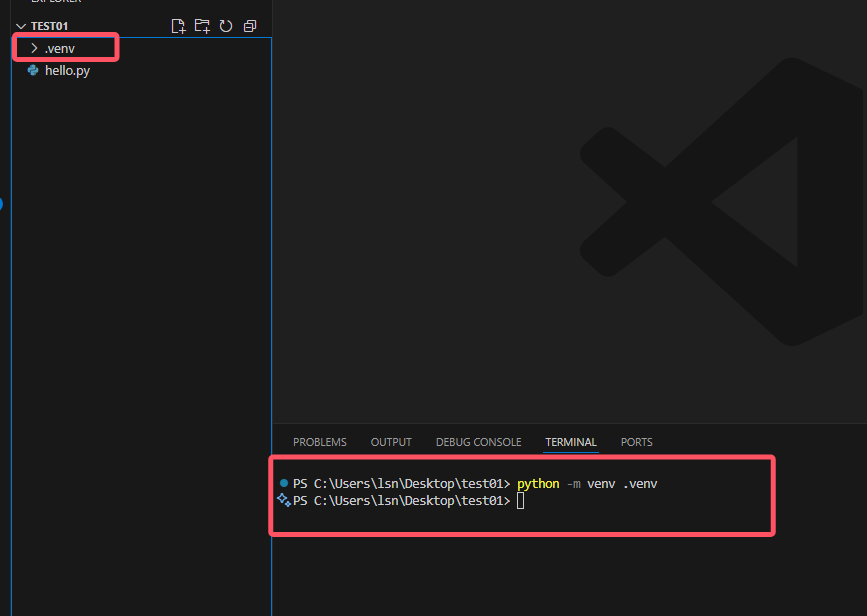 EXPLORER
TEST01
.venv
hello.py
PROBLEMS OUTPUT DEBUG CONSOLE TERMINAL PORTS
PS C:\Users\lsn\Desktop\test01> python -m venv .venv
PS C:\Users\lsn\Desktop\test01>